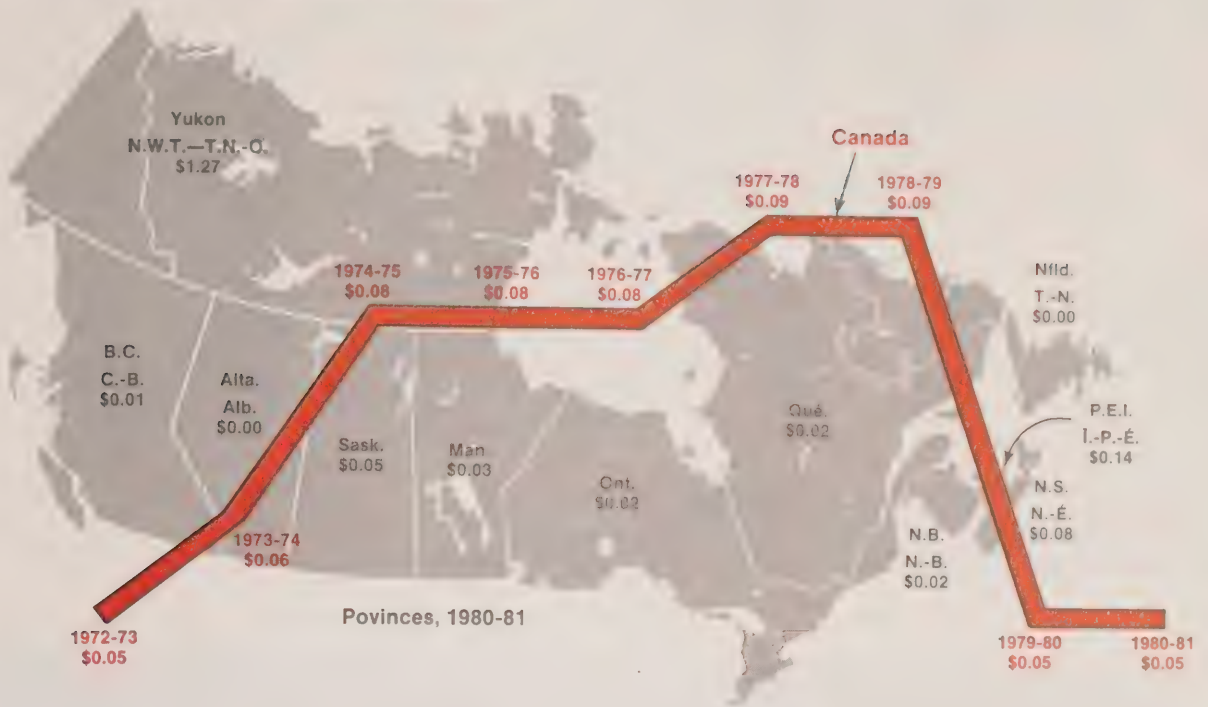 Yukon
N.W.T.—T.N.-O.
$1.27
Canada
1977-78
$0.09
1978-79
$0.09
1974-75
$0.08
1975-76
$0.08
1976-77
$0.08
Nfld.
T.-N.
$0.00
B.C.
C.-B.
$0.01
Alta.
Alb.
$0.00
Sask.
$0.05
Man
$0.03
Ont.
$0.02
Qué.
$0.02
P.E.I.
Î.-P.-É.
$0.14
N.S.
N.-É.
$0.08
N.B.
N.-B.
$0.02
1973-74
$0.06
1972-73
$0.05
Povinces, 1980-81
1979-80
$0.05
1980-81
$0.05